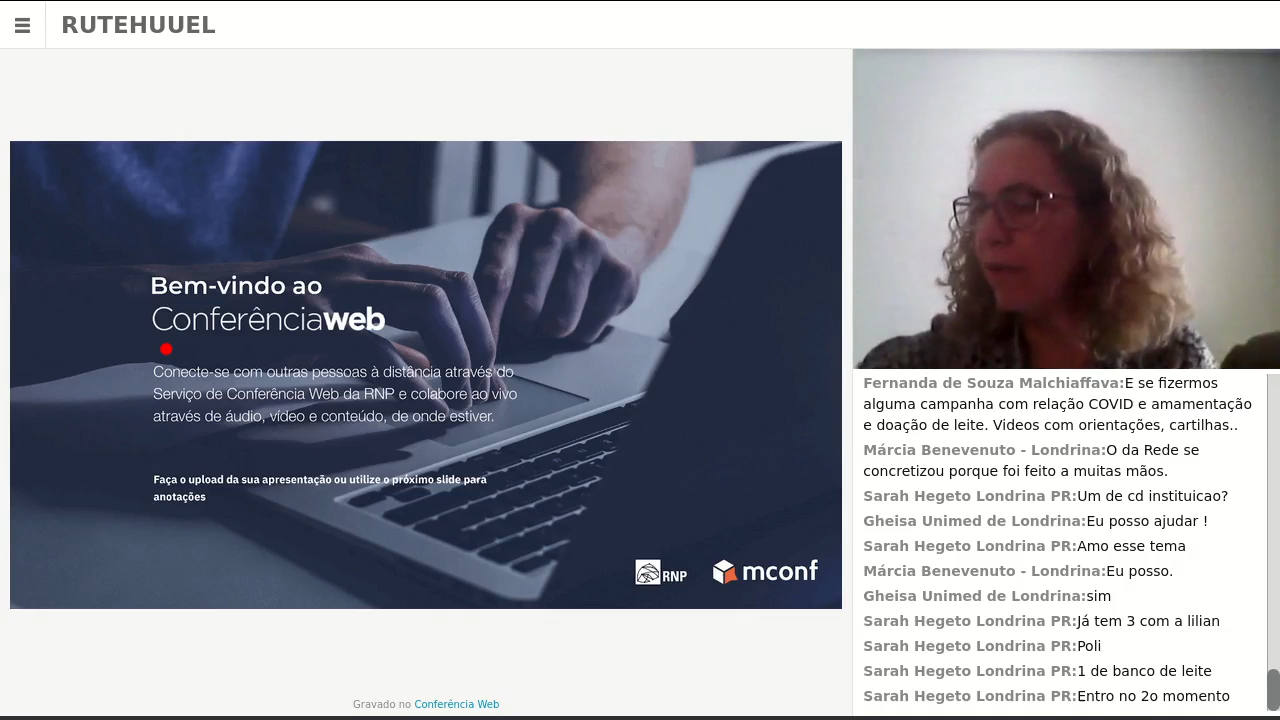 RUTEHUUEL
Bem-vindo ao
Conferênciaweb
Conecte-se com outras pessoas à distância através do
Serviço de Conferência Web da RNP e colabore ao vivo
através de áudio, vídeo e conteúdo, de onde estiver.
Faça o upload da sua apresentação ou utilize o próximo slide para
anotações
RNP
mconf
Gravado no Conferência Web
Fernanda de Souza Malchiaffava:E se fizermos
alguma campanha com relação COVID e amamentação
e doação de leite. Videos com orientações, cartilhas..
Márcia Benevenuto - Londrina:O da Rede se
concretizou porque foi feito a muitas mãos.
Sarah Hegeto Londrina PR:Um de cd instituicao?
Gheisa Unimed de Londrina:Eu posso ajudar !
Sarah Hegeto Londrina PR:Amo esse tema
Márcia Benevenuto - Londrina:Eu posso.
Gheisa Unimed de Londrina:sim
Sarah Hegeto Londrina PR:Já tem 3 com a lilian
Sarah Hegeto Londrina PR:Poli
Sarah Hegeto Londrina PR:1 de banco de leite
Sarah Hegeto Londrina PR:Entro no 2o momento